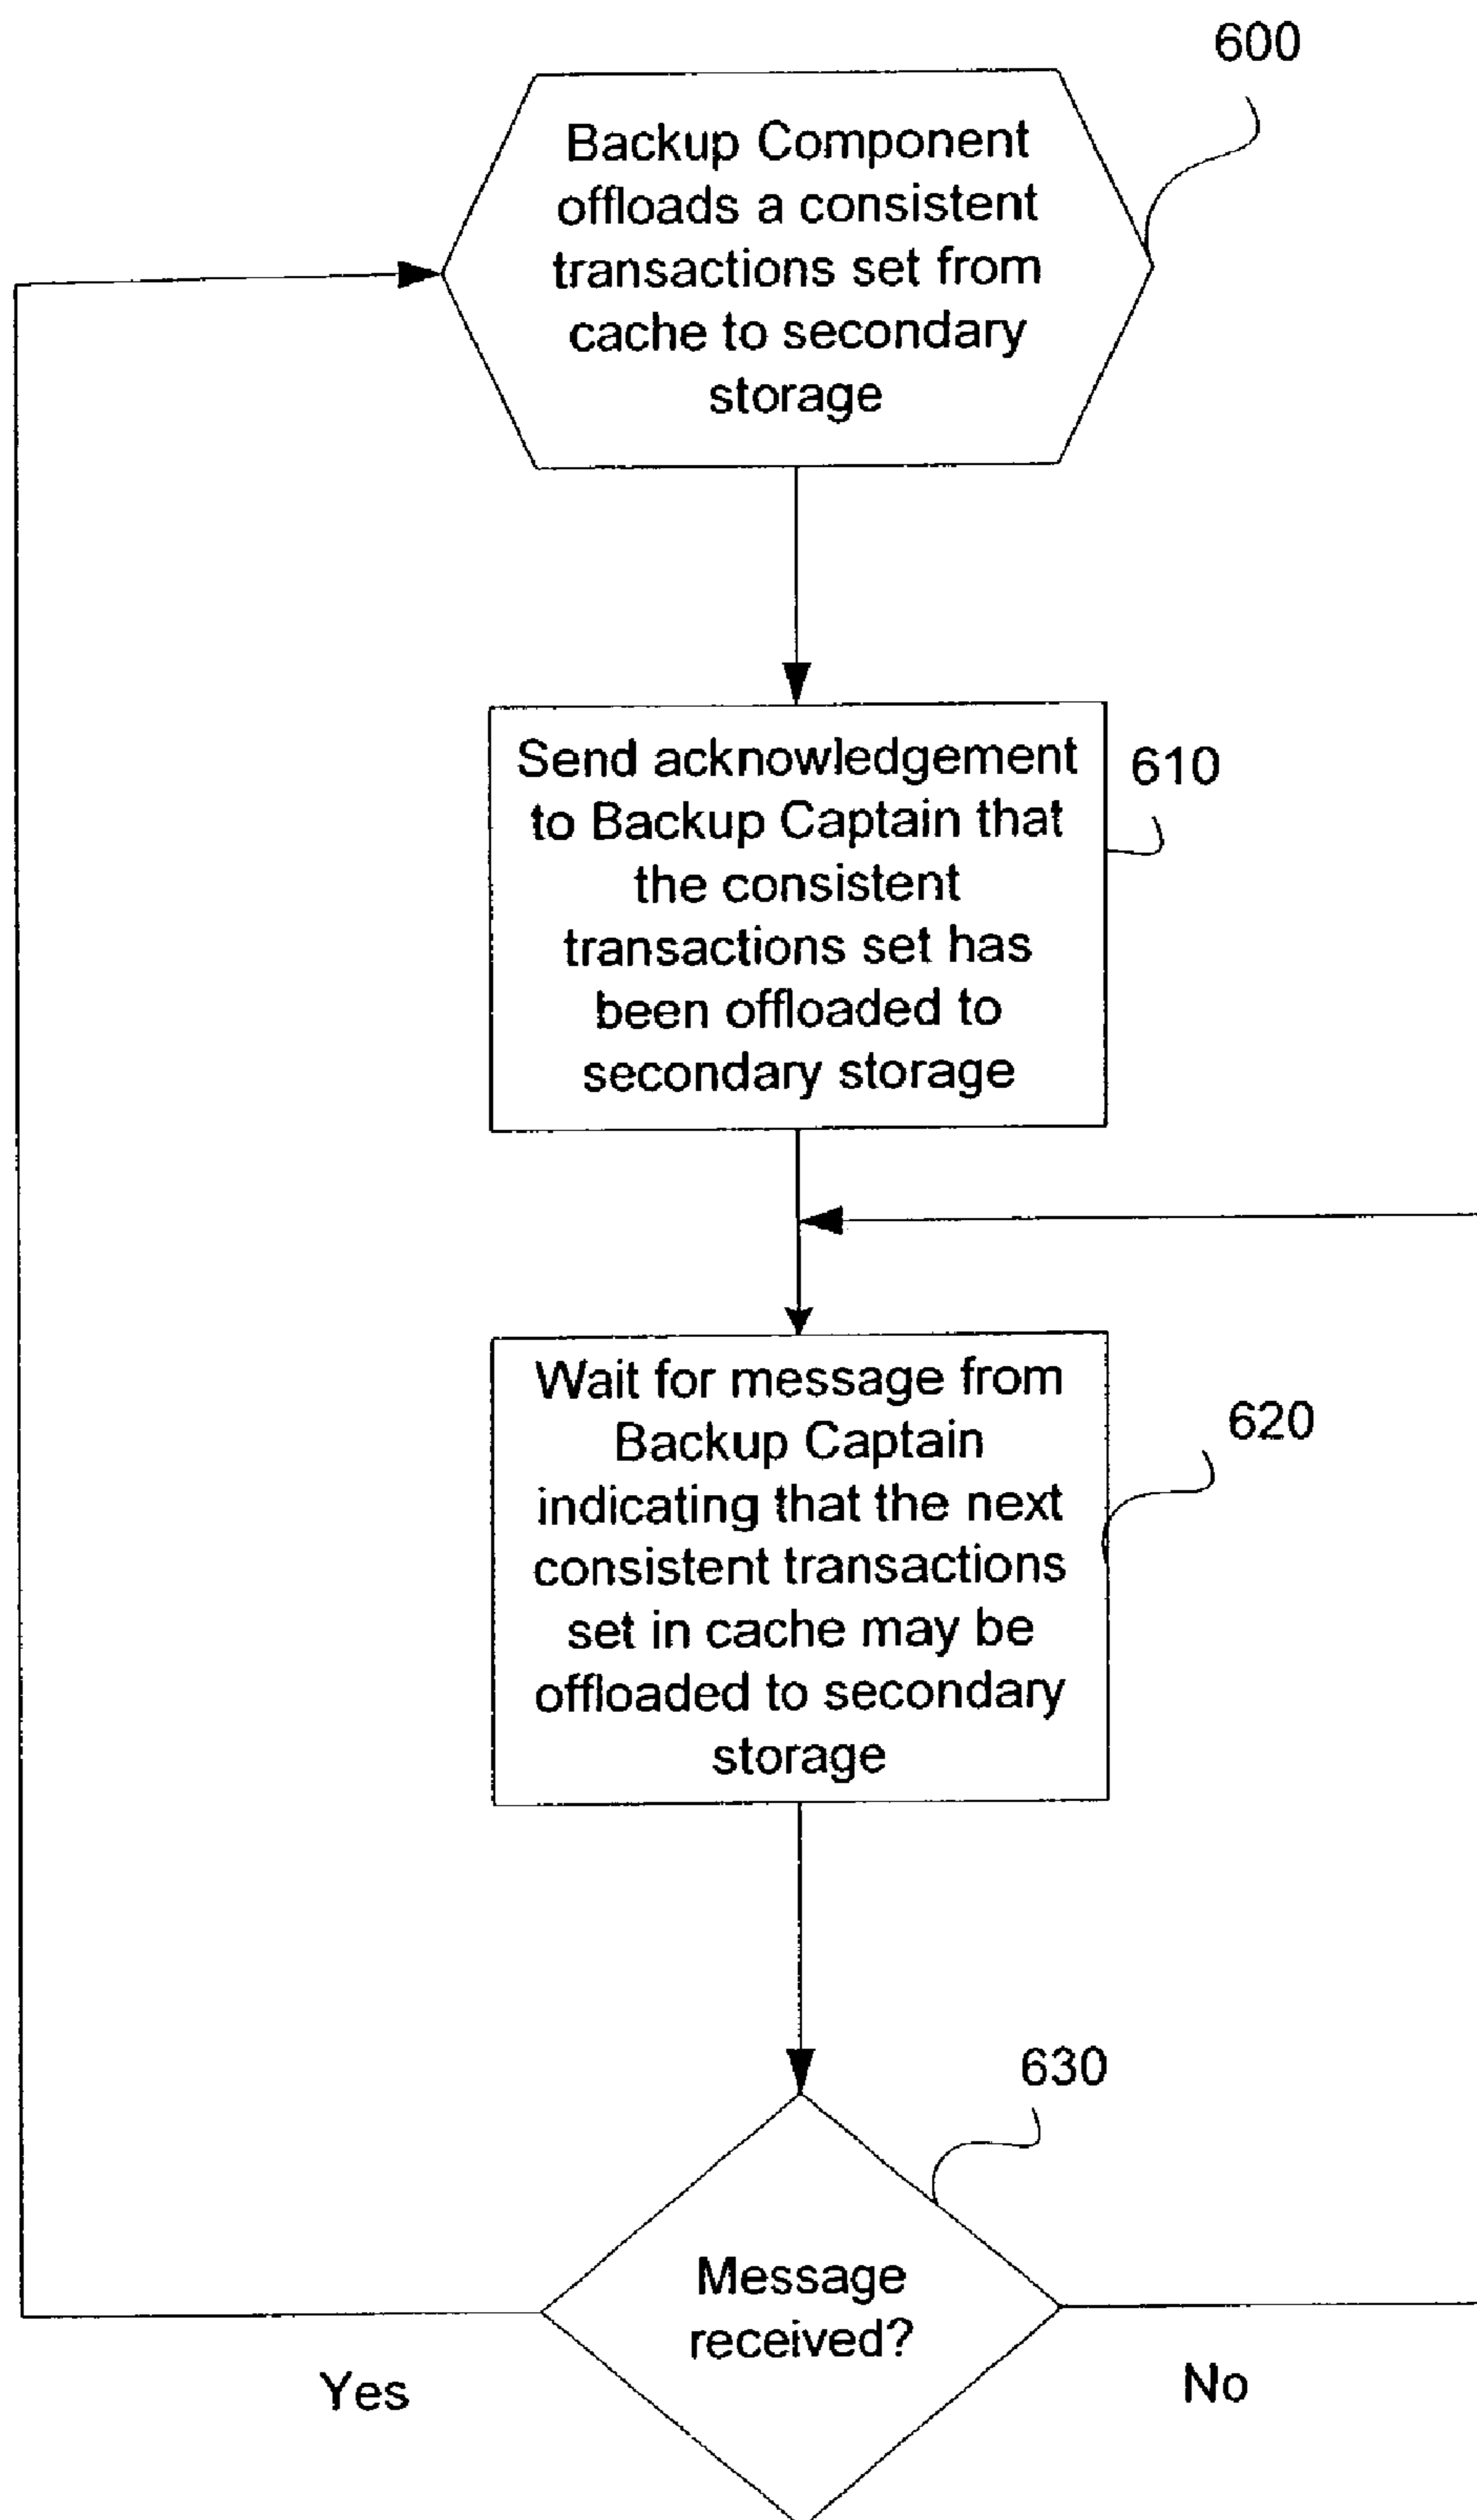 600
Backup Component
offloads a consistent
transactions set from
cache to secondary
storage
Send acknowledgement
to Backup Captain that
the consistent
transactions set has
been offloaded to
secondary storage
610
Wait for message from
Backup Captain
indicating that the next
consistent transactions
set in cache may be
offloaded to secondary
storage
620
630
Message
received?
Yes
No